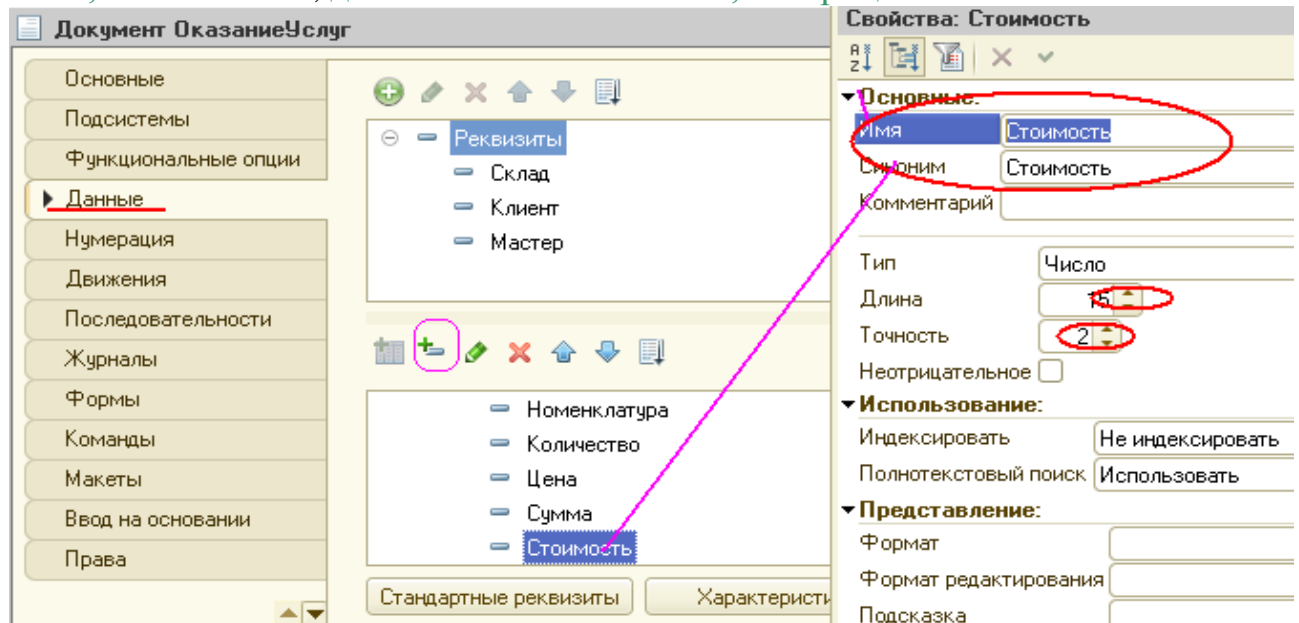 Документ ОказаниеУслуг
Основные
Подсистемы
Функциональные опции
Данные
Нумерация
Движения
Последовательности
Журналы
Формы
Команды
Макеты
Ввод на основании
Права
Реквизиты
Склад
Клиент
Мастер
Номенклатура
Количество
Цена
Сумма
Стоимость
Стандартные реквизиты
Характеристи
Свойства: Стоимость
Основные:
Имя Стоимость
Синоним Стоимость
Комментарий
Тип Число
Длина 15
Точность 2
Неотрицательное
Использование:
Индексировать Не индексировать
Полнотекстовый поиск Использовать
Представление:
Формат
Формат редактирования
Подсказка